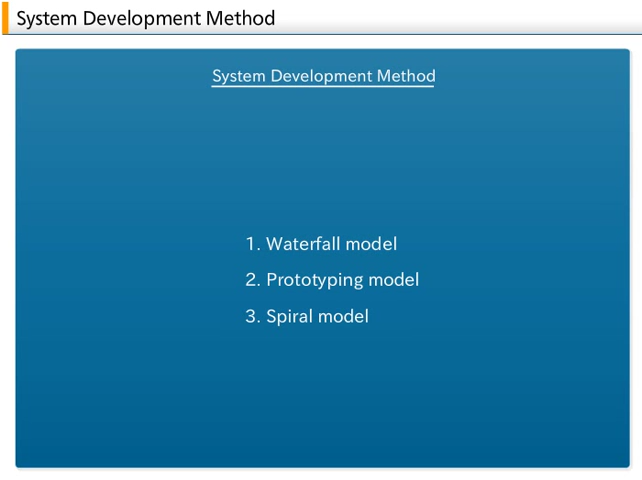 System Development Method
System Development Method
1. Waterfall model
2. Prototyping model
3. Spiral model